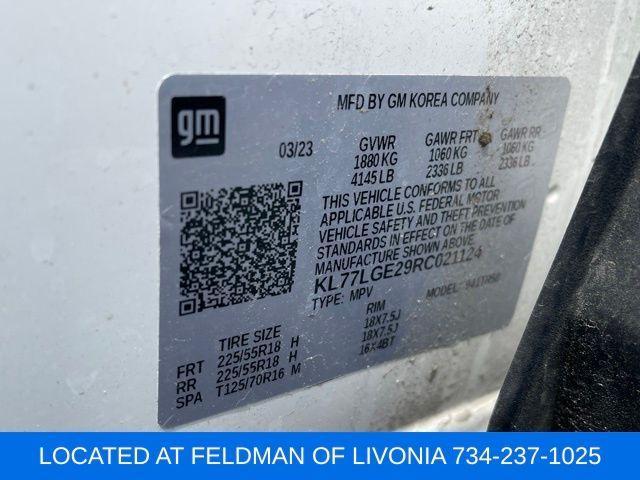 gm
MFD BY GM KOREA COMPANY
03/23 GVWR GAWR FRT GAWR RR
1880 KG 1060 KG 1060 KG
4145 LB 2336 LB 2336 LB
THIS VEHICLE CONFORMS TO ALL
APPLICABLE U.S. FEDERAL MOTOR
VEHICLE SAFETY AND THEFT PREVENTION
STANDARDS IN EFFECT ON THE DATE OF
MANUFACTURE SHOWN ABOVE.
KL77LGE29RC021124
TYPE: MPV MODEL:
TIRE SIZE RIM
FRT 225/55R18 H 18X7.5J
RR 225/55R18 H 18X7.5J
SPA T125/70R16 M 16X4BT
LOCATED AT FELDMAN OF LIVONIA 734-237-1025